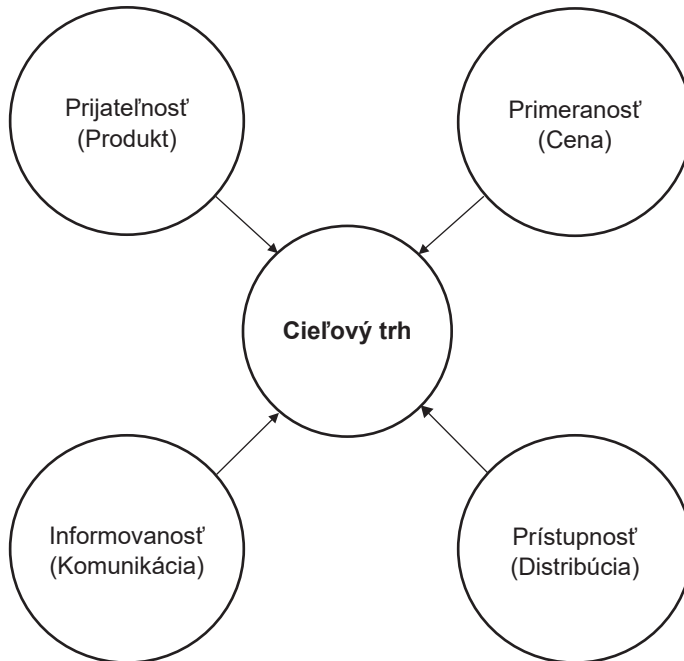 Prijateľnosť
(Produkt)
Primeranosť
(Cena)
Cieľový trh
Informovanosť
(Komunikácia)
Prístupnosť
(Distribúcia)